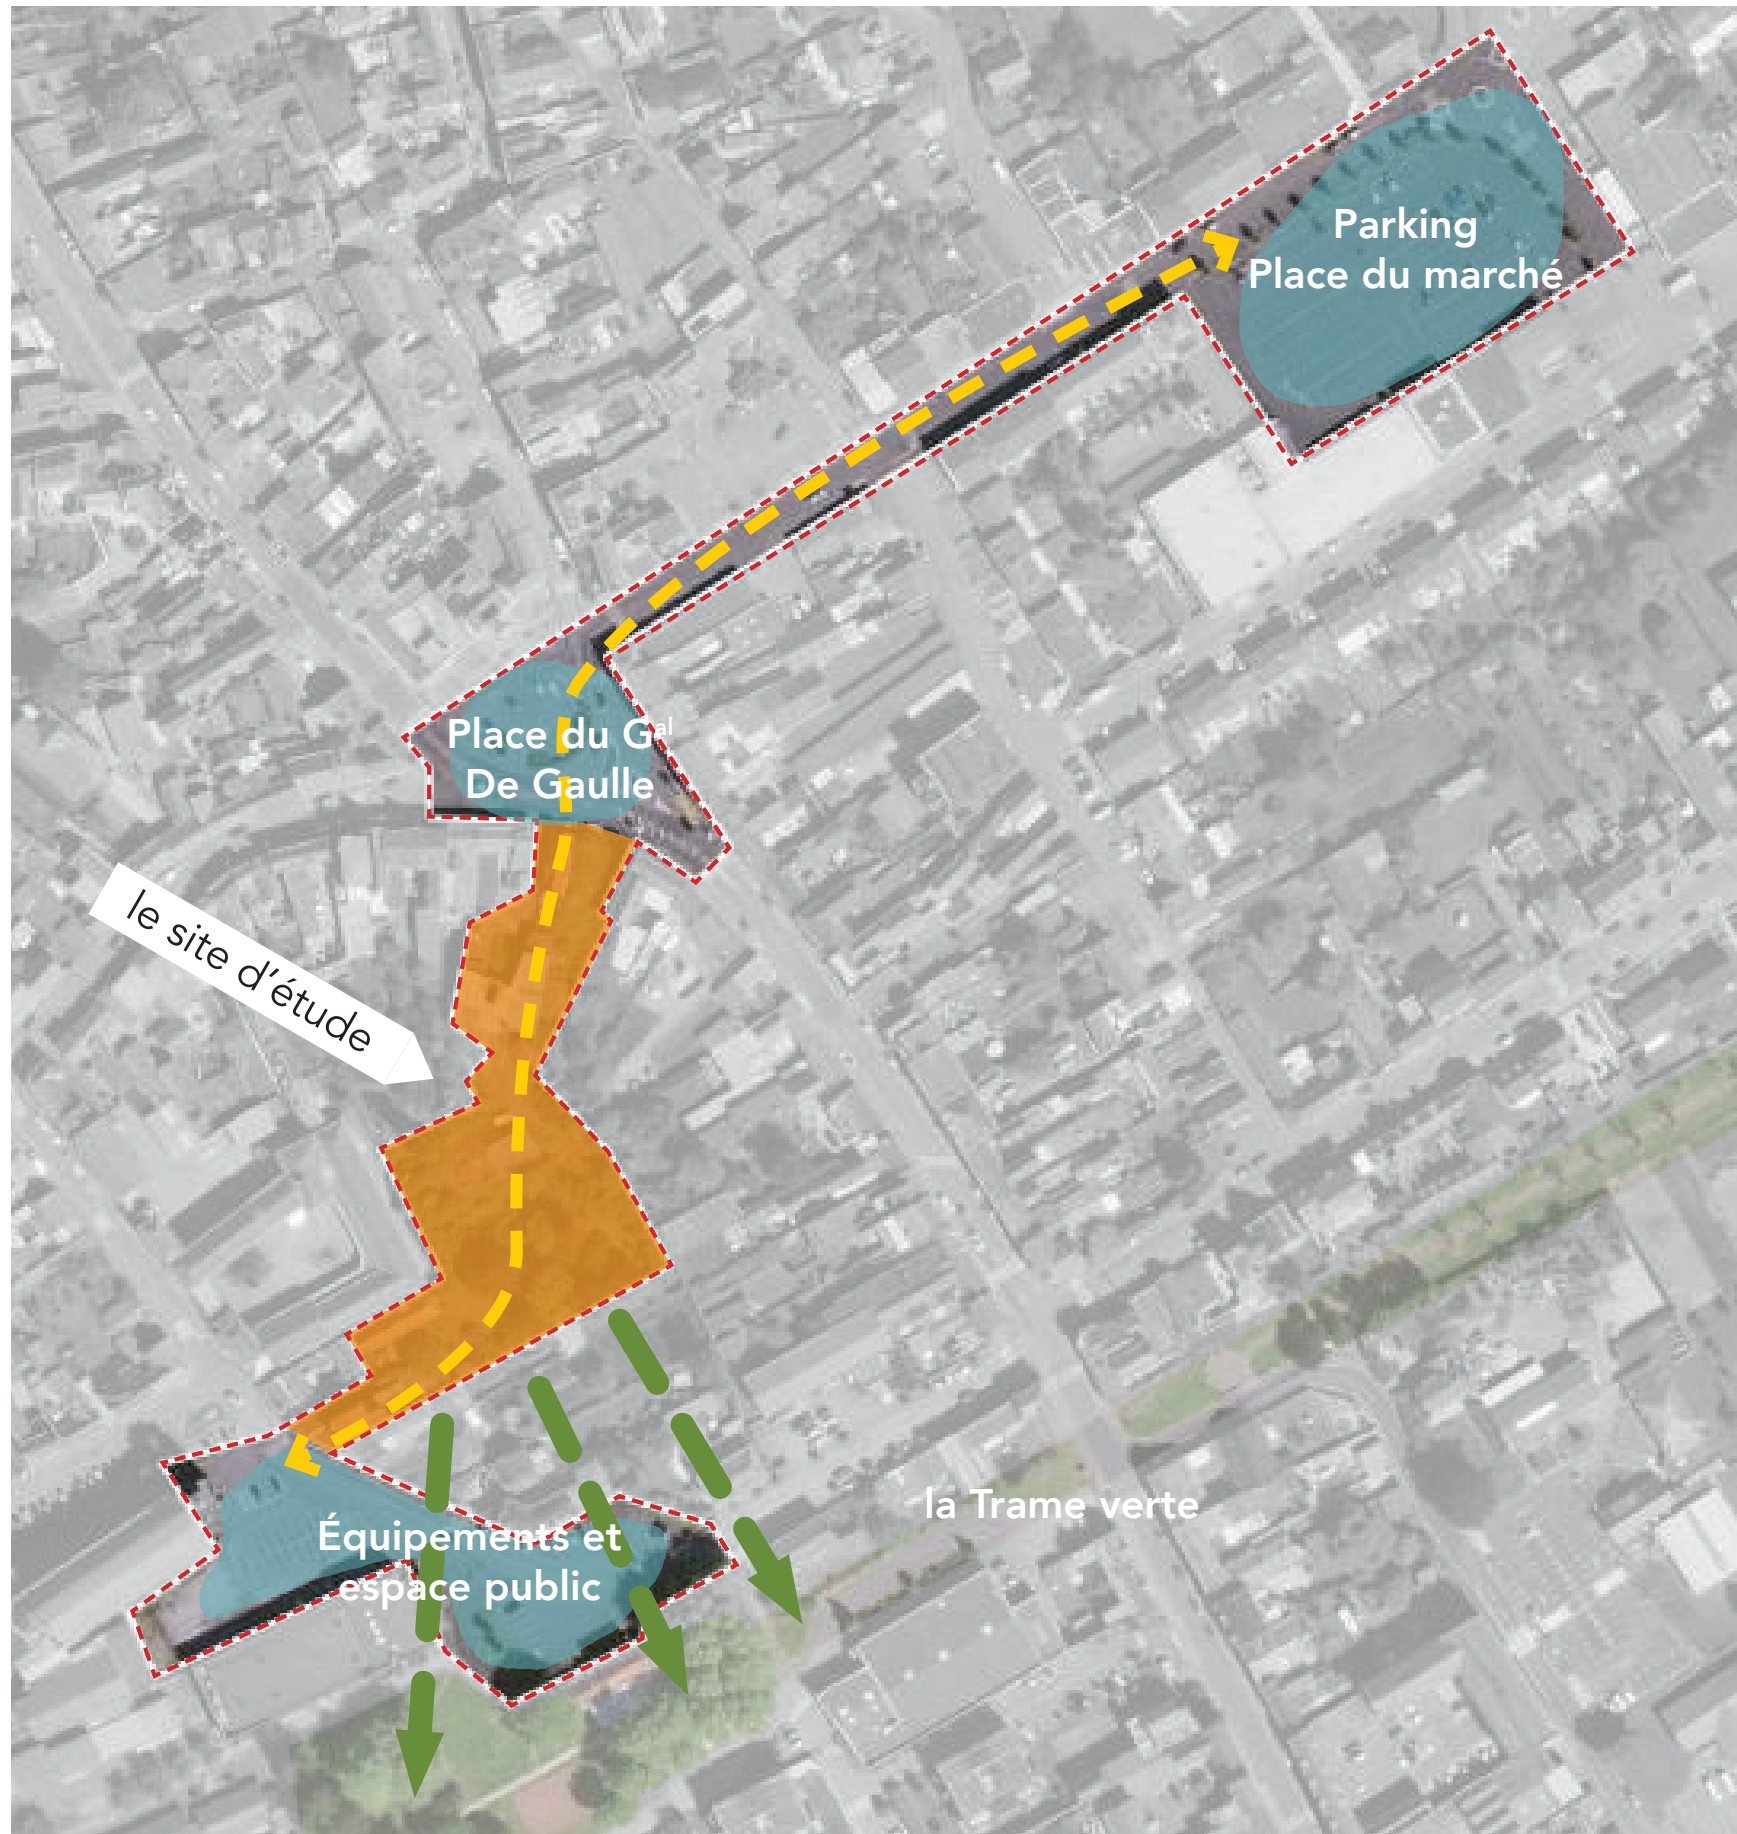 Parking
Place du marché
Place du Gal
De Gaulle
le site d'étude
la Trame verte
Équipements et
espace public